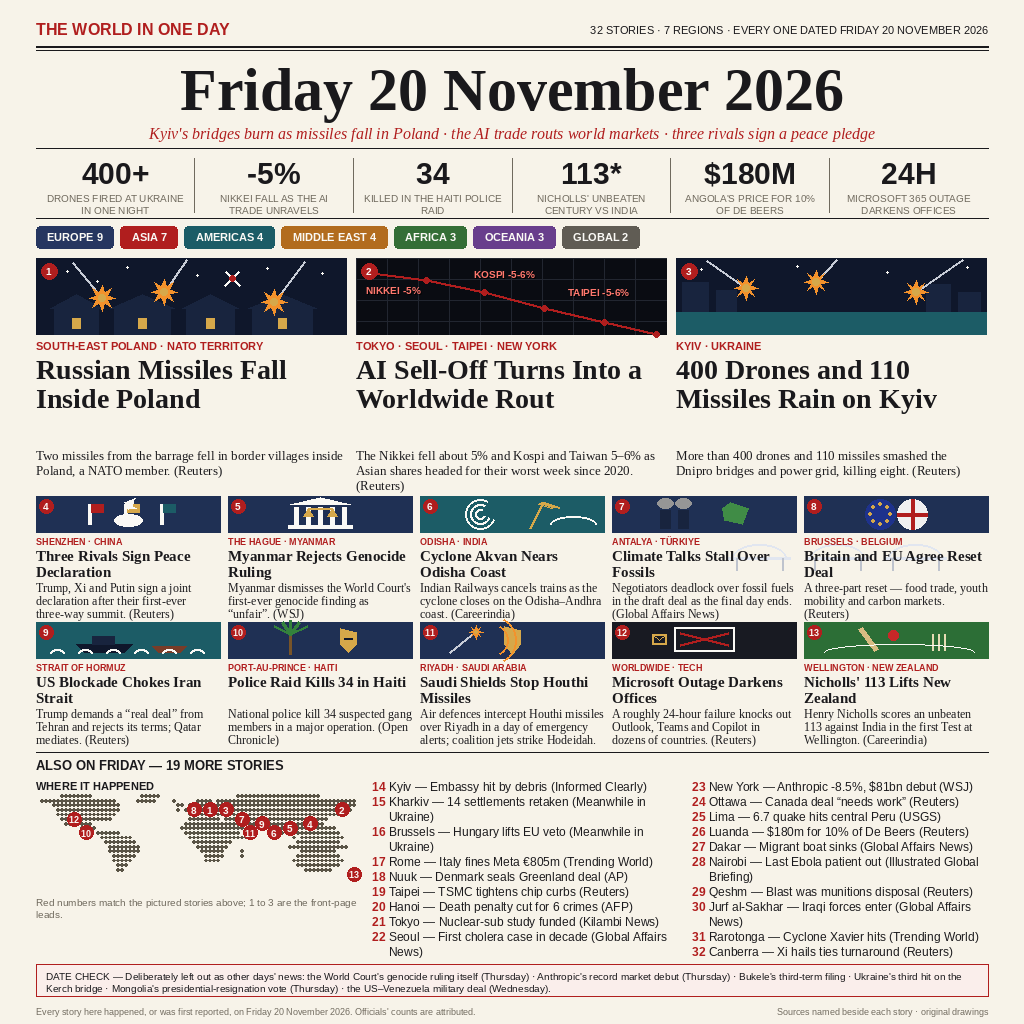 THE WORLD IN ONE DAY
32 STORIES · 7 REGIONS · EVERY ONE DATED FRIDAY 20 NOVEMBER 2026
Friday 20 November 2026
Kyiv's bridges burn as missiles fall in Poland · the AI trade routs world markets · three rivals sign a peace pledge
400+
DRONES FIRED AT UKRAINE
IN ONE NIGHT
-5%
NIKKEI FALL AS THE AI
TRADE UNRAVELS
34
KILLED IN THE HAITI POLICE
RAID
113*
NICHOLLS' UNBEATEN
CENTURY VS INDIA
$180M
ANGOLA'S PRICE FOR 10%
OF DE BEERS
24H
MICROSOFT 365 OUTAGE
DARKENS OFFICES
EUROPE 9
ASIA 7
AMERICAS 4
MIDDLE EAST 4
AFRICA 3
OCEANIA 3
GLOBAL 2
1
SOUTH-EAST POLAND · NATO TERRITORY
Russian Missiles Fall
Inside Poland
Two missiles from the barrage fell in border villages inside
Poland, a NATO member. (Reuters)
2
KOSPI -5-6%
NIKKEI -5%
TAIPEI -5-6%
TOKYO · SEOUL · TAIPEI · NEW YORK
AI Sell-Off Turns Into a
Worldwide Rout
The Nikkei fell about 5% and Kospi and Taiwan 5–6% as
Asian shares headed for their worst week since 2020.
(Reuters)
3
KYIV · UKRAINE
400 Drones and 110
Missiles Rain on Kyiv
More than 400 drones and 110 missiles smashed the
Dnipro bridges and power grid, killing eight. (Reuters)
4
SHENZHEN · CHINA
Three Rivals Sign Peace
Declaration
Trump, Xi and Putin sign a joint
declaration after their first-ever
three-way summit. (Reuters)
5
THE HAGUE · MYANMAR
Myanmar Rejects Genocide
Ruling
Myanmar dismisses the World Court's
first-ever genocide finding as
“unfair”. (WSJ)
6
ODISHA · INDIA
Cyclone Akvan Nears
Odisha Coast
Indian Railways cancels trains as the
cyclone closes on the Odisha–Andhra
coast. (Careerindia)
7
ANTALYA · TÜRKIYE
Climate Talks Stall Over
Fossils
Negotiators deadlock over fossil fuels
in the draft deal as the final day ends.
(Global Affairs News)
8
BRUSSELS · BELGIUM
Britain and EU Agree Reset
Deal
A three-part reset — food trade, youth
mobility and carbon markets.
(Reuters)
9
STRAIT OF HORMUZ
US Blockade Chokes Iran
Strait
Trump demands a “real deal” from
Tehran and rejects its terms; Qatar
mediates. (Reuters)
10
PORT-AU-PRINCE · HAITI
Police Raid Kills 34 in Haiti
National police kill 34 suspected gang
members in a major operation. (Open
Chronicle)
11
RIYADH · SAUDI ARABIA
Saudi Shields Stop Houthi
Missiles
Air defences intercept Houthi missiles
over Riyadh in a day of emergency
alerts; coalition jets strike Hodeidah.
12
WORLDWIDE · TECH
Microsoft Outage Darkens
Offices
A roughly 24-hour failure knocks out
Outlook, Teams and Copilot in
dozens of countries. (Reuters)
13
WELLINGTON · NEW ZEALAND
Nicholls' 113 Lifts New
Zealand
Henry Nicholls scores an unbeaten
113 against India in the first Test at
Wellington. (Careerindia)
ALSO ON FRIDAY — 19 MORE STORIES
WHERE IT HAPPENED
8 1 3 2
12 7 9 4
10 11 6 5
13
Red numbers match the pictured stories above; 1 to 3 are the front-page
leads.
14 Kyiv — Embassy hit by debris (Informed Clearly)
15 Kharkiv — 14 settlements retaken (Meanwhile in
Ukraine)
16 Brussels — Hungary lifts EU veto (Meanwhile in
Ukraine)
17 Rome — Italy fines Meta €805m (Trending World)
18 Nuuk — Denmark seals Greenland deal (AP)
19 Taipei — TSMC tightens chip curbs (Reuters)
20 Hanoi — Death penalty cut for 6 crimes (AFP)
21 Tokyo — Nuclear-sub study funded (Kilambi News)
22 Seoul — First cholera case in decade (Global Affairs
News)
23 New York — Anthropic -8.5%, $81bn debut (WSJ)
24 Ottawa — Canada deal “needs work” (Reuters)
25 Lima — 6.7 quake hits central Peru (USGS)
26 Luanda — $180m for 10% of De Beers (Reuters)
27 Dakar — Migrant boat sinks (Global Affairs News)
28 Nairobi — Last Ebola patient out (Illustrated Global
Briefing)
29 Qeshm — Blast was munitions disposal (Reuters)
30 Jurf al-Sakhar — Iraqi forces enter (Global Affairs
News)
31 Rarotonga — Cyclone Xavier hits (Trending World)
32 Canberra — Xi hails ties turnaround (Reuters)
DATE CHECK — Deliberately left out as other days' news: the World Court's genocide ruling itself (Thursday) · Anthropic's record market debut (Thursday) · Bukele's third-term filing · Ukraine's third hit on the
Kerch bridge · Mongolia's presidential-resignation vote (Thursday) · the US–Venezuela military deal (Wednesday).
Every story here happened, or was first reported, on Friday 20 November 2026. Officials' counts are attributed.
Sources named beside each story · original drawings